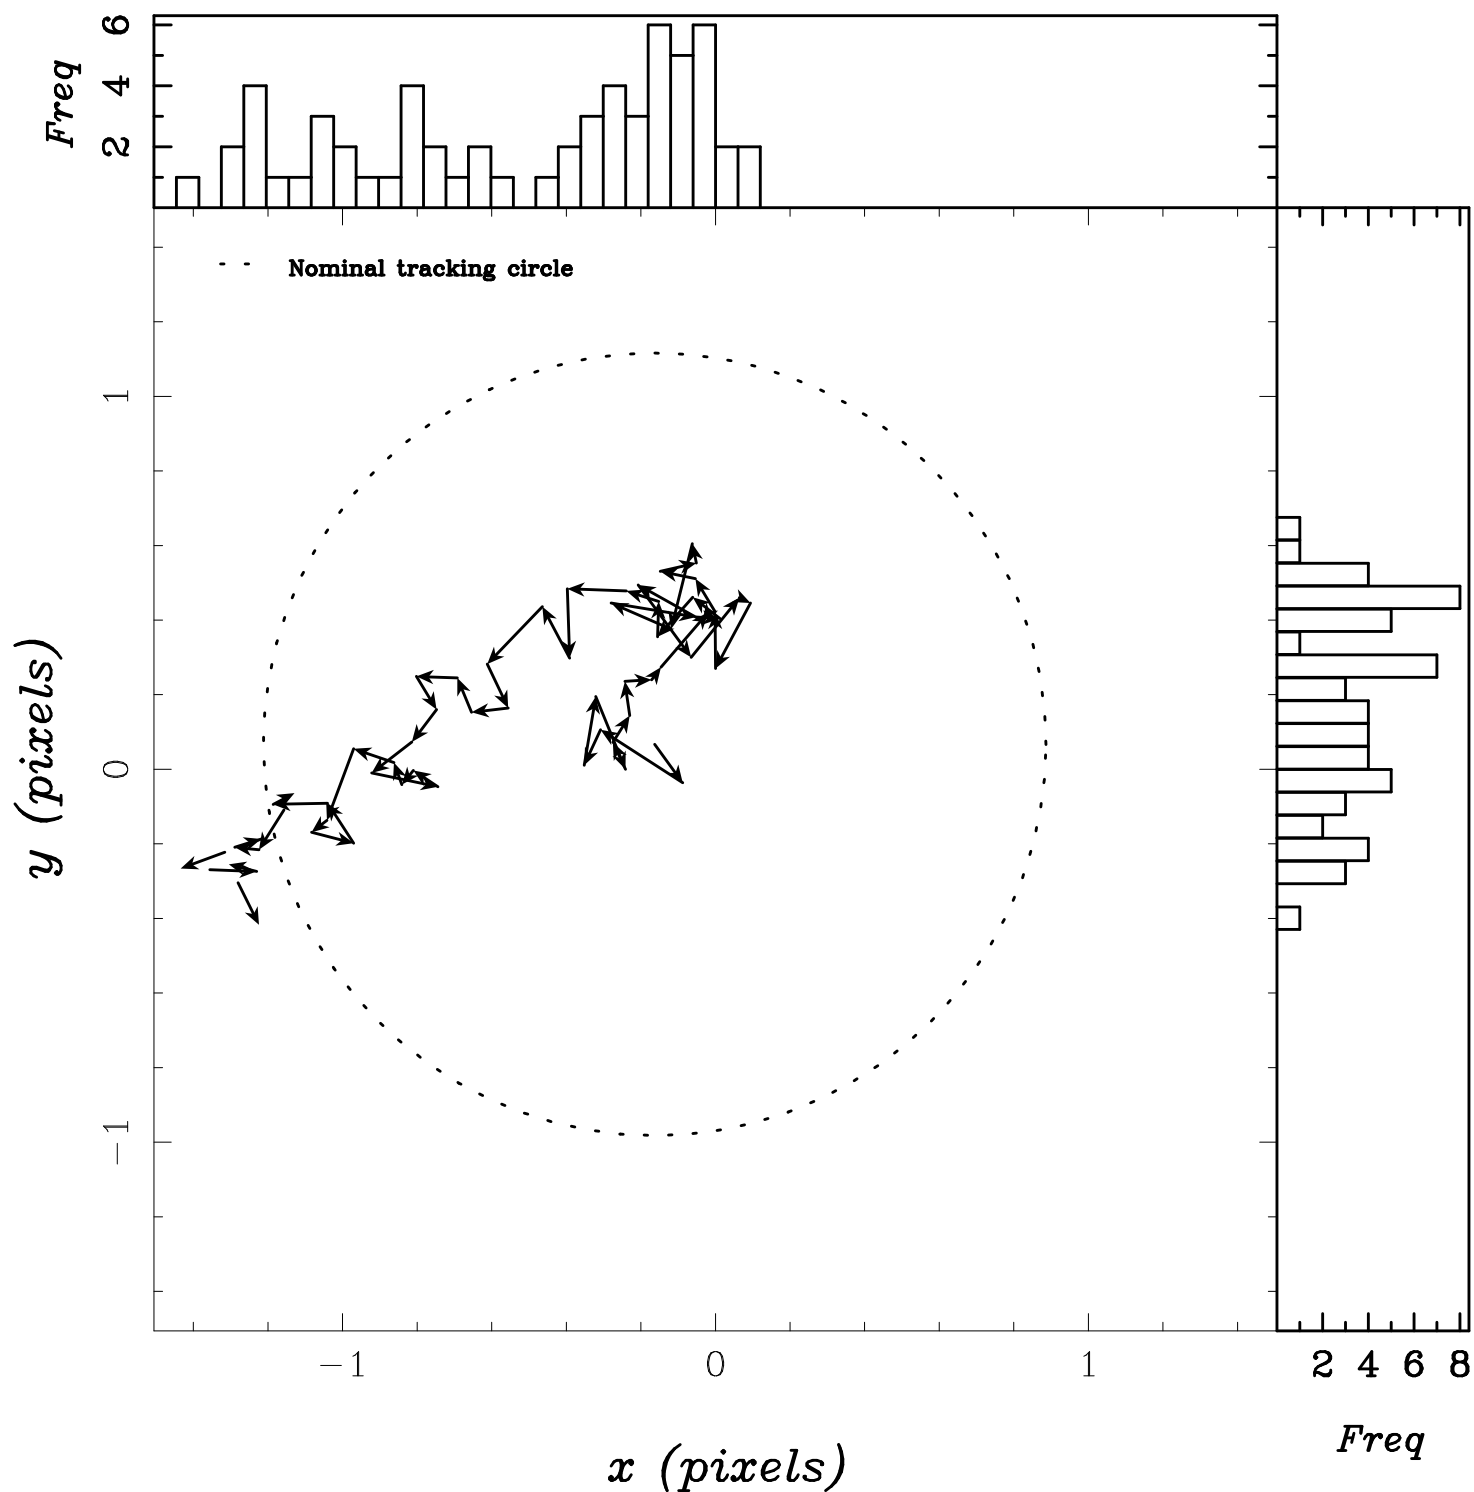 Freq
6
4
2
Nominal tracking circle
y (pixels)
1
0
−1
−1
0
1
x (pixels)
2 4 6 8
Freq